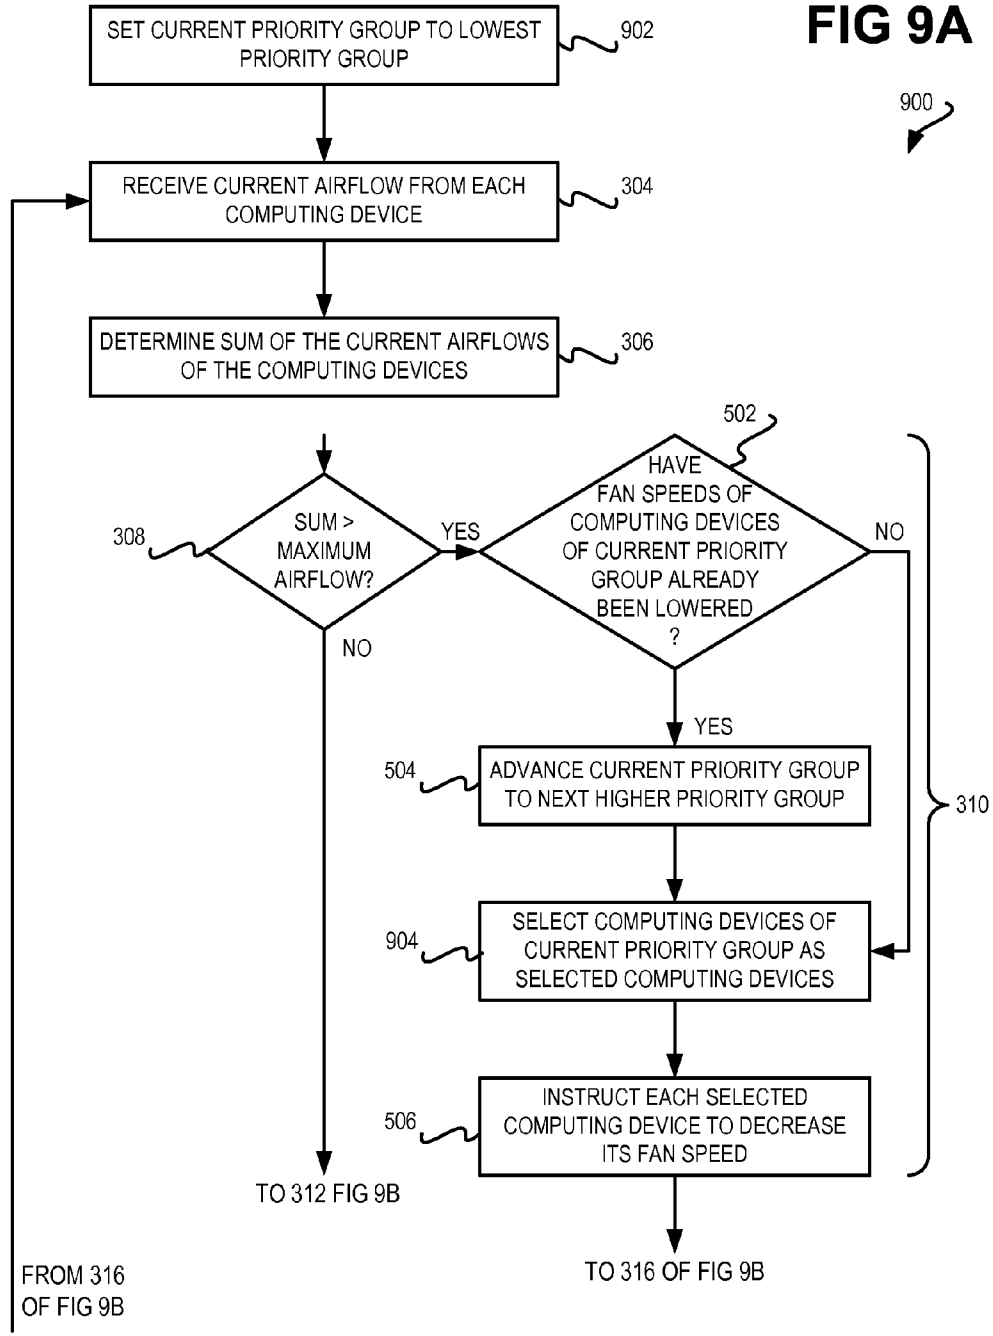 FIG 9A
SET CURRENT PRIORITY GROUP TO LOWEST
PRIORITY GROUP
902
900
RECEIVE CURRENT AIRFLOW FROM EACH
COMPUTING DEVICE
304
DETERMINE SUM OF THE CURRENT AIRFLOWS
OF THE COMPUTING DEVICES
306
308
SUM >
MAXIMUM
AIRFLOW?
YES
NO
502
HAVE
FAN SPEEDS OF
COMPUTING DEVICES
OF CURRENT PRIORITY
GROUP ALREADY
BEEN LOWERED
?
NO
YES
504
ADVANCE CURRENT PRIORITY GROUP
TO NEXT HIGHER PRIORITY GROUP
310
904
SELECT COMPUTING DEVICES OF
CURRENT PRIORITY GROUP AS
SELECTED COMPUTING DEVICES
506
INSTRUCT EACH SELECTED
COMPUTING DEVICE TO DECREASE
ITS FAN SPEED
TO 312 FIG 9B
TO 316 OF FIG 9B
FROM 316
OF FIG 9B